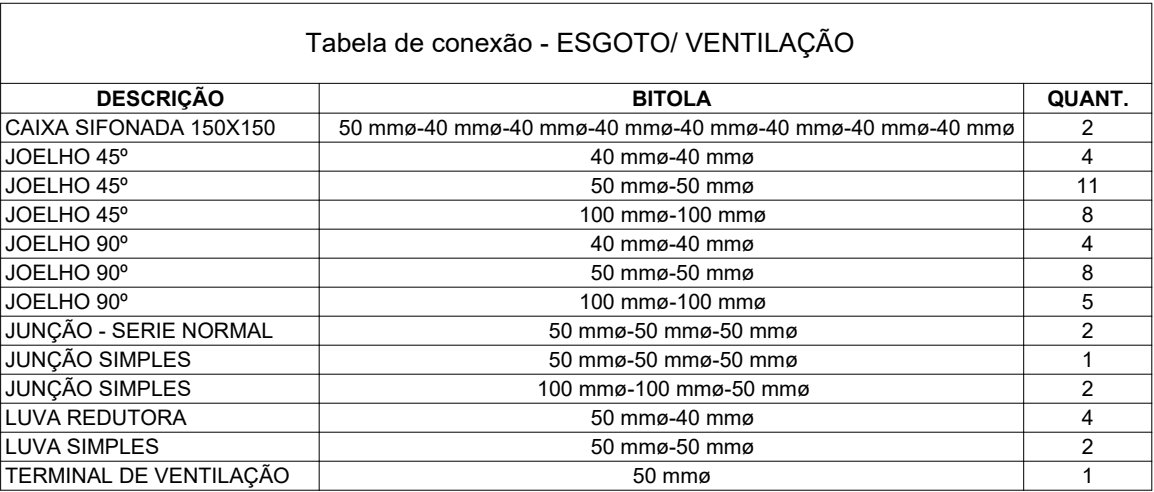 Tabela de conexão - ESGOTO/ VENTILAÇÃO
DESCRIÇÃO BITOLA QUANT.
CAIXA SIFONADA 150X150 50 mmø-40 mmø-40 mmø-40 mmø-40 mmø-40 mmø-40 mmø-40 mmø 2
JOELHO 45º 40 mmø-40 mmø 4
JOELHO 45º 50 mmø-50 mmø 11
JOELHO 45º 100 mmø-100 mmø 8
JOELHO 90º 40 mmø-40 mmø 4
JOELHO 90º 50 mmø-50 mmø 8
JOELHO 90º 100 mmø-100 mmø 5
JUNÇÃO - SERIE NORMAL 50 mmø-50 mmø-50 mmø 2
JUNÇÃO SIMPLES 50 mmø-50 mmø-50 mmø 1
JUNÇÃO SIMPLES 100 mmø-100 mmø-50 mmø 2
LUVA REDUTORA 50 mmø-40 mmø 4
LUVA SIMPLES 50 mmø-50 mmø 2
TERMINAL DE VENTILAÇÃO 50 mmø 1